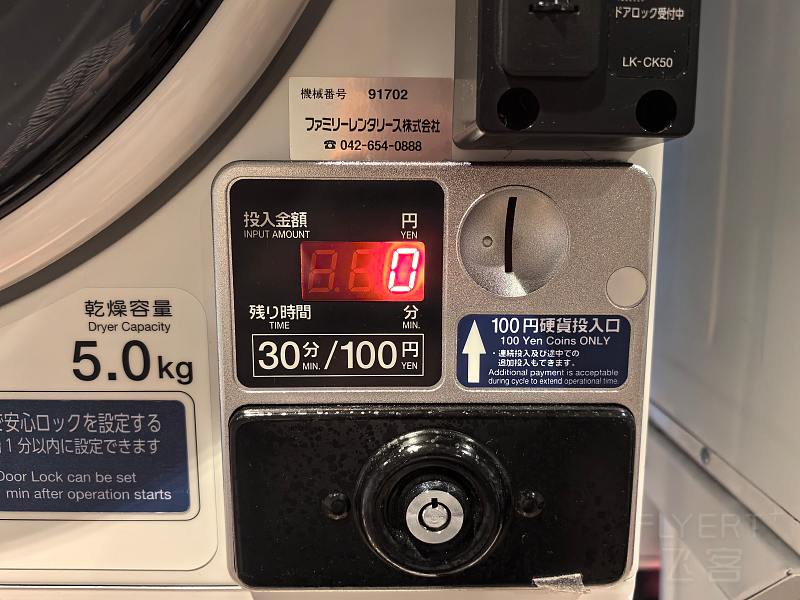 ドアロック受付中
LK-CK50
機械番号 91702
ファミリーレンタリース株式会社
☎ 042-654-0888
投入金額 円
INPUT AMOUNT YEN
0
残り時間 分
TIME MIN.
30分/100円
MIN. YEN
100円硬貨投入口
100 Yen Coins ONLY
・連続投入及び途中での
追加投入もできます。
Additional payment is acceptable
during cycle to extend operational time.
乾燥容量
Dryer Capacity
5.0kg
安心ロックを設定する
1分以内に設定できます
Door Lock can be set
min after operation starts
FLYERT
飞客